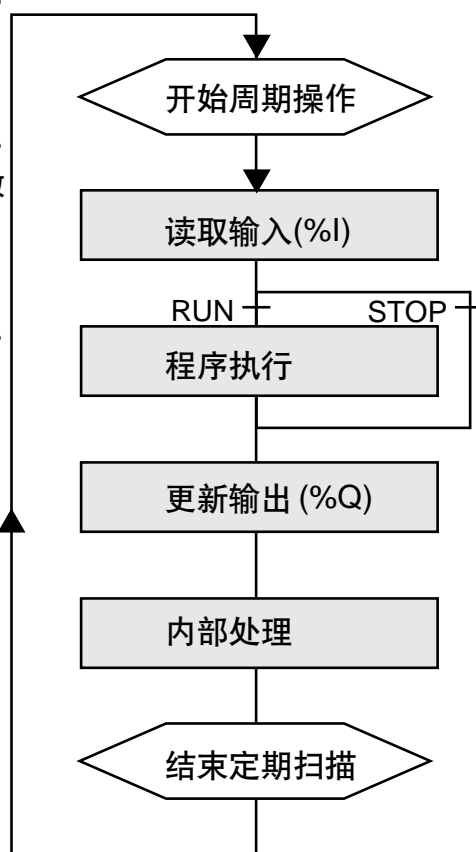 开始周期操作
读取输入(%I)
RUN STOP
程序执行
更新输出 (%Q)
内部处理
结束定期扫描